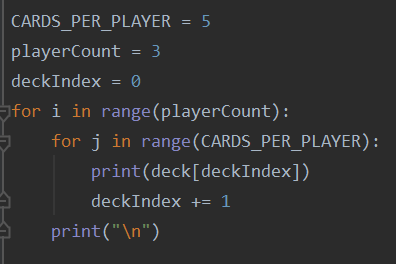 CARDS_PER_PLAYER = 5
playerCount = 3
deckIndex = 0
for i in range(playerCount):
    for j in range(CARDS_PER_PLAYER):
        print(deck[deckIndex])
        deckIndex += 1
    print("\n")